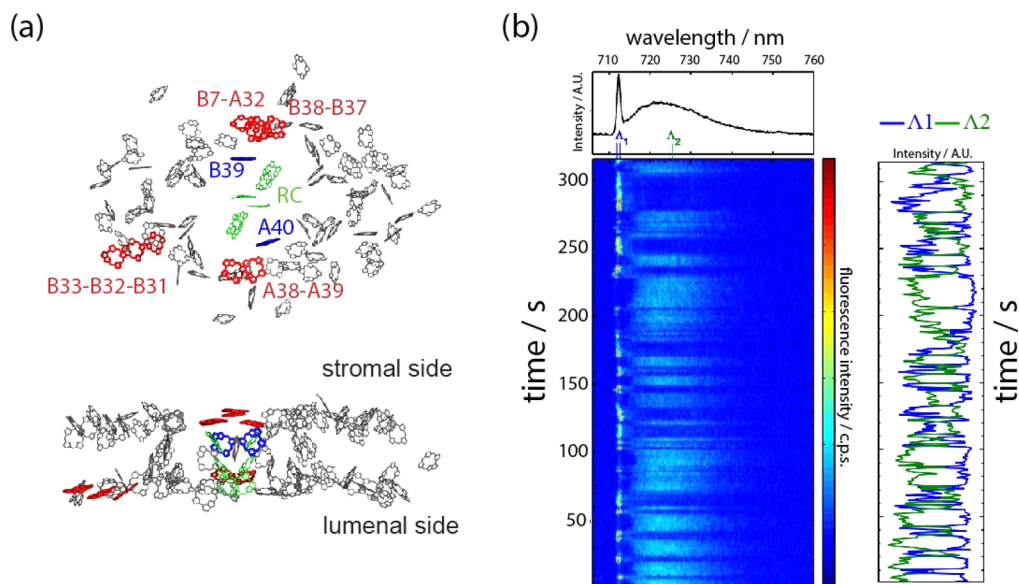 (a)
B7-A32
B38-B37
B39
RC
A40
B33-B32-B31
A38-A39
stromal side
lumenal side
(b)
wavelength / nm
710 720 730 740 750 760
Intensity / A.U.
Λ1
Λ2
time / s
300
250
200
150
100
50
fluorescence intensity / c.p.s.
Λ1 Λ2
Intensity / A.U.
time / s